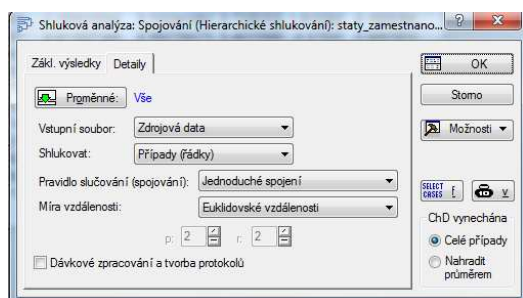 Shluková analýza: Spojování (Hierarchické shlukování): staty_zamestnano...
Zákl. výsledky Detaily
OK
Proměnné: Vše
Storno
Vstupní soubor: Zdrojová data
Možnosti
Shlukovat: Případy (řádky)
Pravidlo slučování (spojování): Jednoduché spojení
SELECT CASES
Míra vzdálenosti: Euklidovské vzdálenosti
ChD vynechána
p: 2 r: 2
Celé případy
Dávkové zpracování a tvorba protokolů
Nahradit průměrem